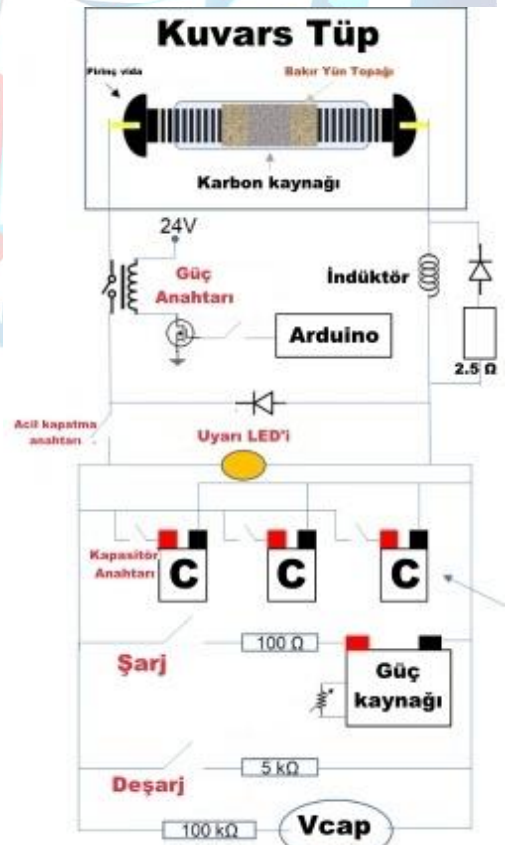 Kuvars Tüp
Pirinç vida
Bakır Yün Topağı
Karbon kaynağı
24V
Güç
Anahtarı
İndüktör
Arduino
2.5 Ω
Acil kapatma
anahtarı
Uyarı LED'i
Kapasitör
Anahtarı
C
C
C
Şarj
100 Ω
Güç
kaynağı
Deşarj
5 kΩ
100 kΩ
Vcap